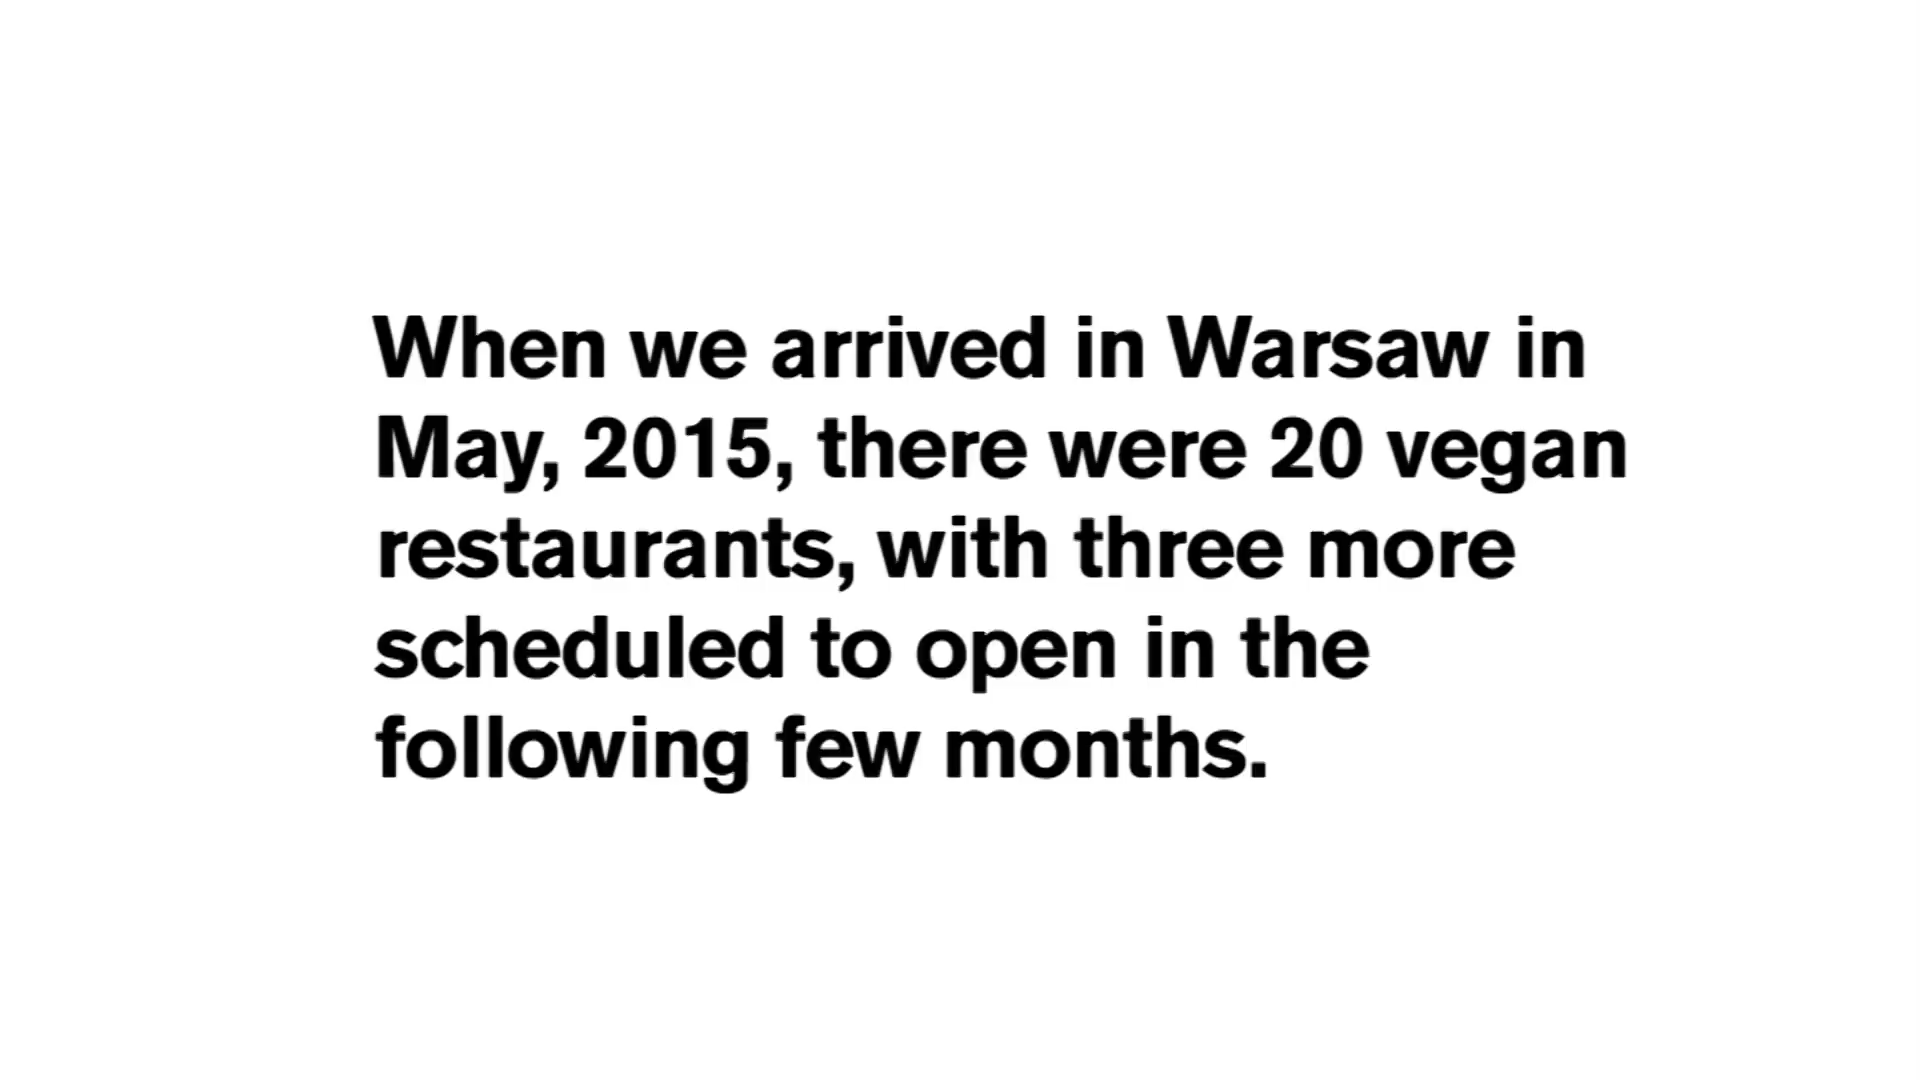 When we arrived in Warsaw in
May, 2015, there were 20 vegan
restaurants, with three more
scheduled to open in the
following few months.